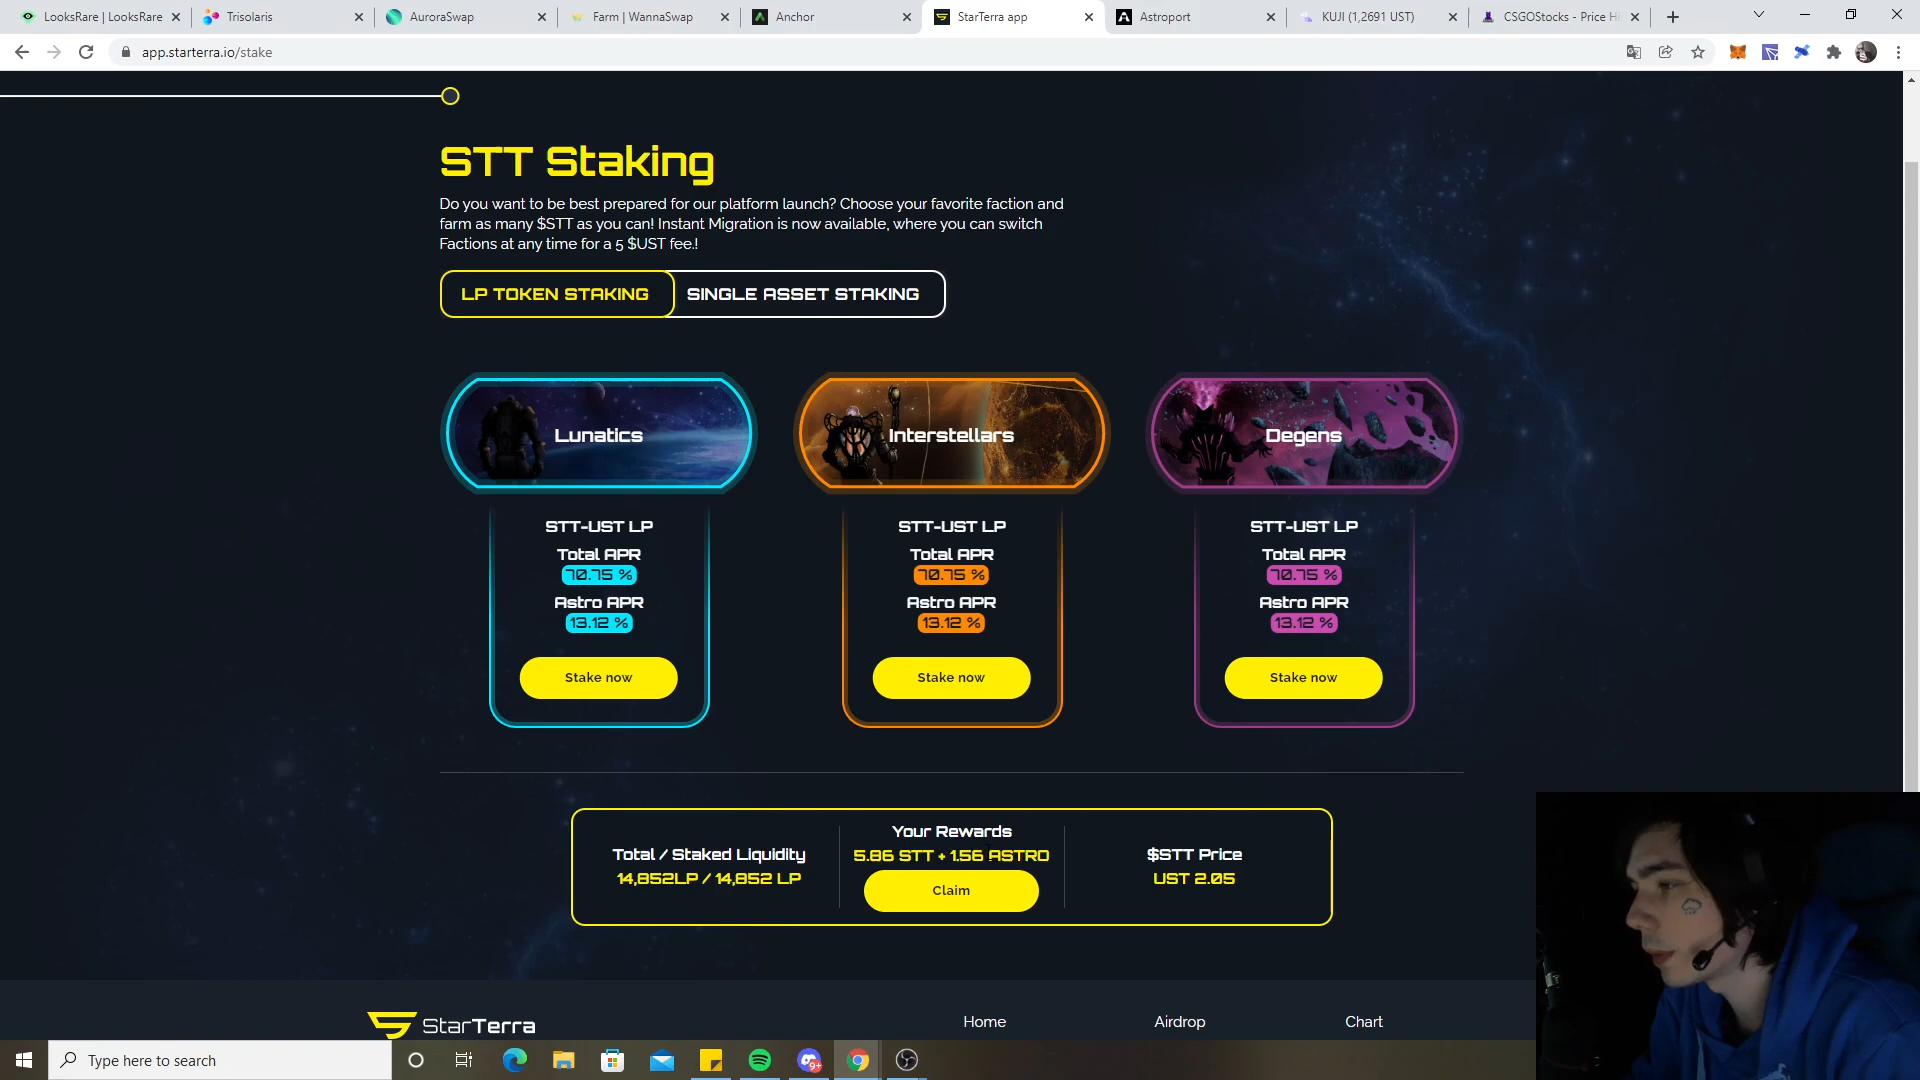 LooksRare | LooksRare
Trisolaris
AuroraSwap
Farm | WannaSwap
Anchor
StarTerra app
Astroport
KUJI (1,2691 UST)
CSGOStocks - Price Hi
app.starterra.io/stake
STT Staking
Do you want to be best prepared for our platform launch? Choose your favorite faction and
farm as many $STT as you can! Instant Migration is now available, where you can switch
Factions at any time for a 5 $UST fee.!
LP TOKEN STAKING
SINGLE ASSET STAKING
Lunatics
Interstellars
Degens
STT-UST LP
STT-UST LP
STT-UST LP
Total APR
Total APR
Total APR
70.75 %
70.75 %
70.75 %
Astro APR
Astro APR
Astro APR
13.12 %
13.12 %
13.12 %
Stake now
Stake now
Stake now
Total / Staked Liquidity
14,852LP / 14,852 LP
Your Rewards
5.86 STT + 1.56 ASTRO
Claim
$STT Price
UST 2.05
StarTerra
Home
Airdrop
Chart
Type here to search
9+